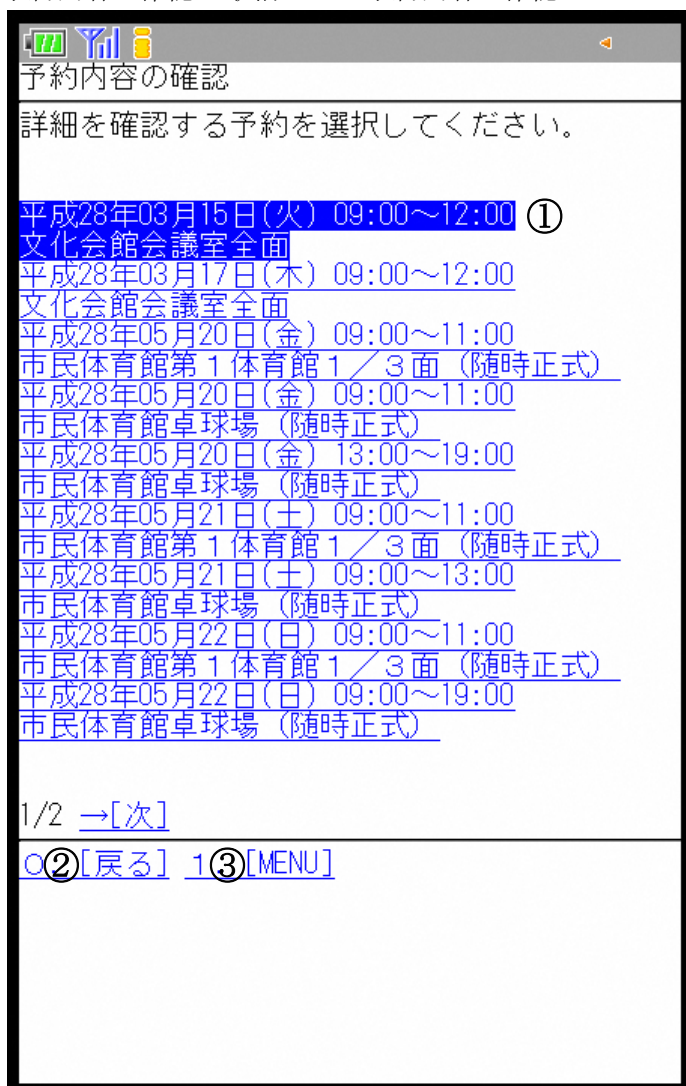 予約内容の確認
詳細を確認する予約を選択してください。
平成28年03月15日(火) 09:00～12:00 ①
文化会館会議室全面
平成28年03月17日(木) 09:00～12:00
文化会館会議室全面
平成28年05月20日(金) 09:00～11:00
市民体育館第１体育館１／３面（随時正式）
平成28年05月20日(金) 09:00～11:00
市民体育館卓球場（随時正式）
平成28年05月20日(金) 13:00～19:00
市民体育館卓球場（随時正式）
平成28年05月21日(土) 09:00～11:00
市民体育館第１体育館１／３面（随時正式）
平成28年05月21日(土) 09:00～13:00
市民体育館卓球場（随時正式）
平成28年05月22日(日) 09:00～11:00
市民体育館第１体育館１／３面（随時正式）
平成28年05月22日(日) 09:00～19:00
市民体育館卓球場（随時正式）
1/2 →[次]
０②[戻る] １③[MENU]